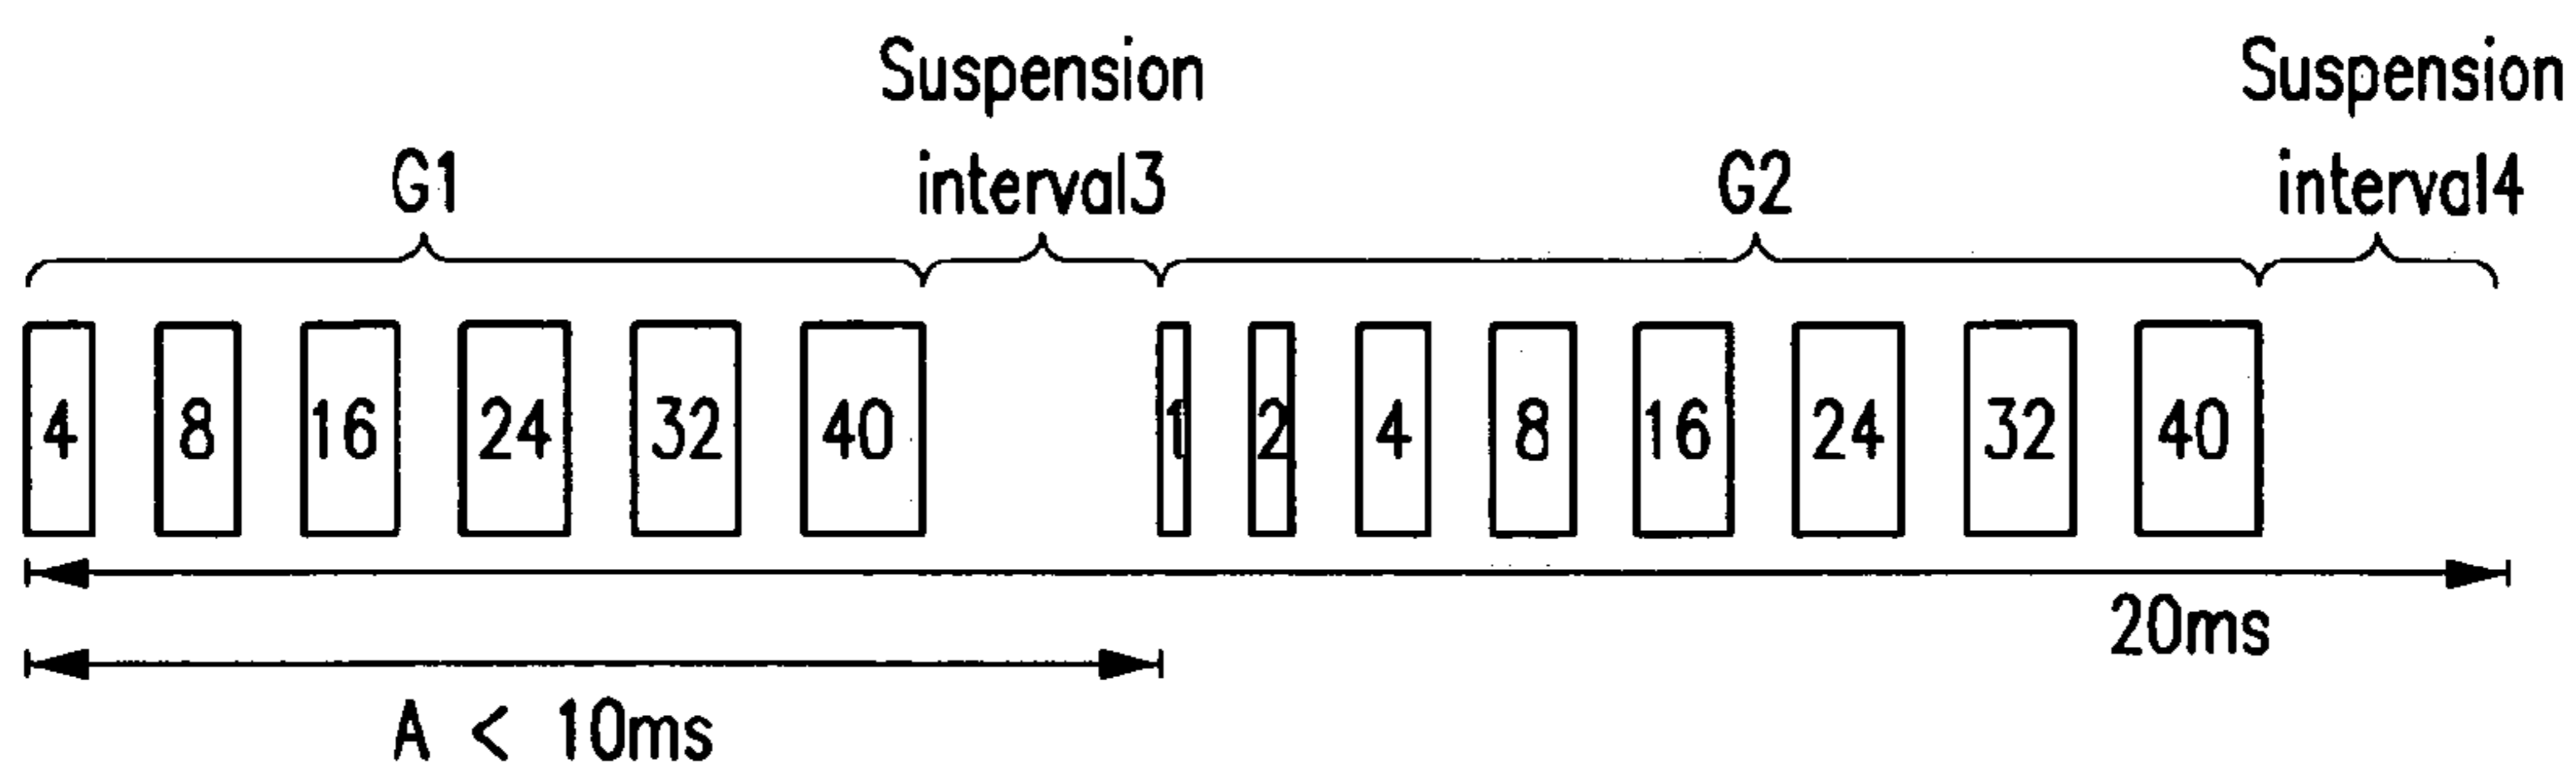 Suspension
interval3
Suspension
interval4
G1
G2
4 8 16 24 32 40 1 2 4 8 16 24 32 40
20ms
A < 10ms